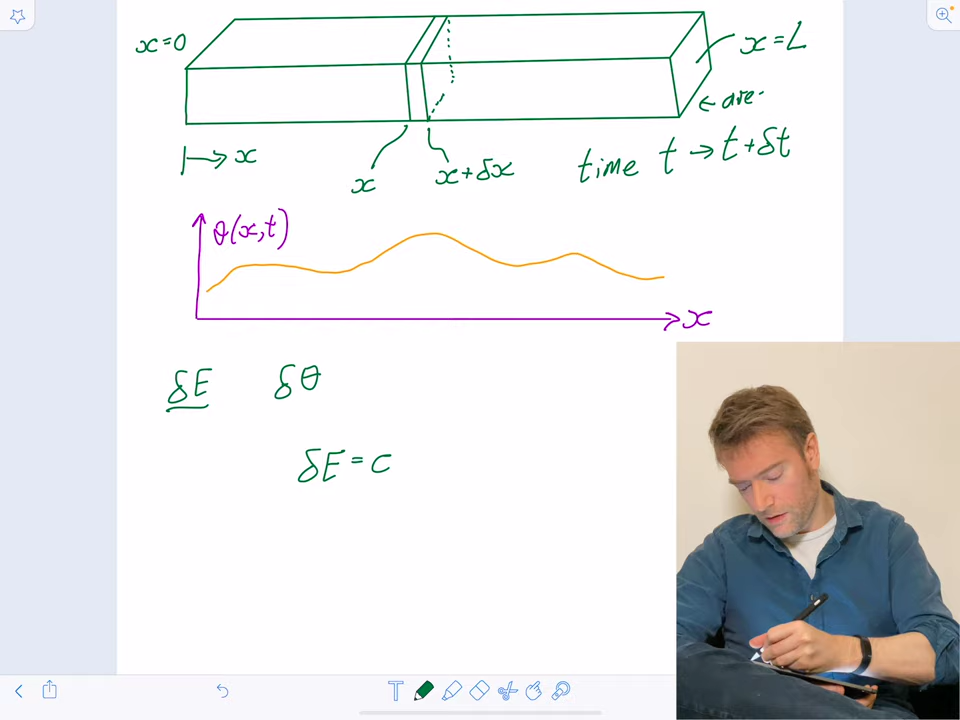 x=0
x=L
← are
↦ x
x
x+δx
time t → t+δt
θ(x,t)
x
δE δθ
δE = c
T